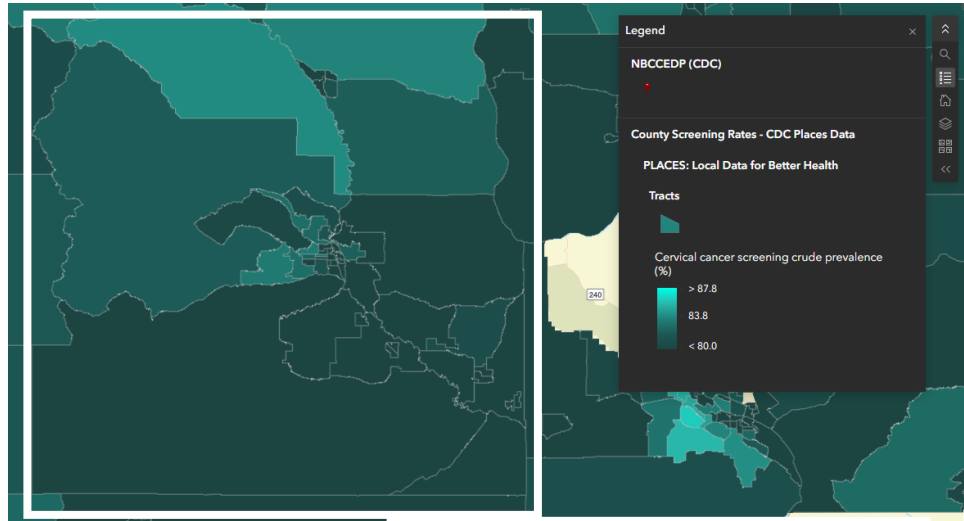 Legend
NBCCEDP (CDC)
County Screening Rates - CDC Places Data
PLACES: Local Data for Better Health
Tracts
Cervical cancer screening crude prevalence
(%)
> 87.8
83.8
< 80.0
240